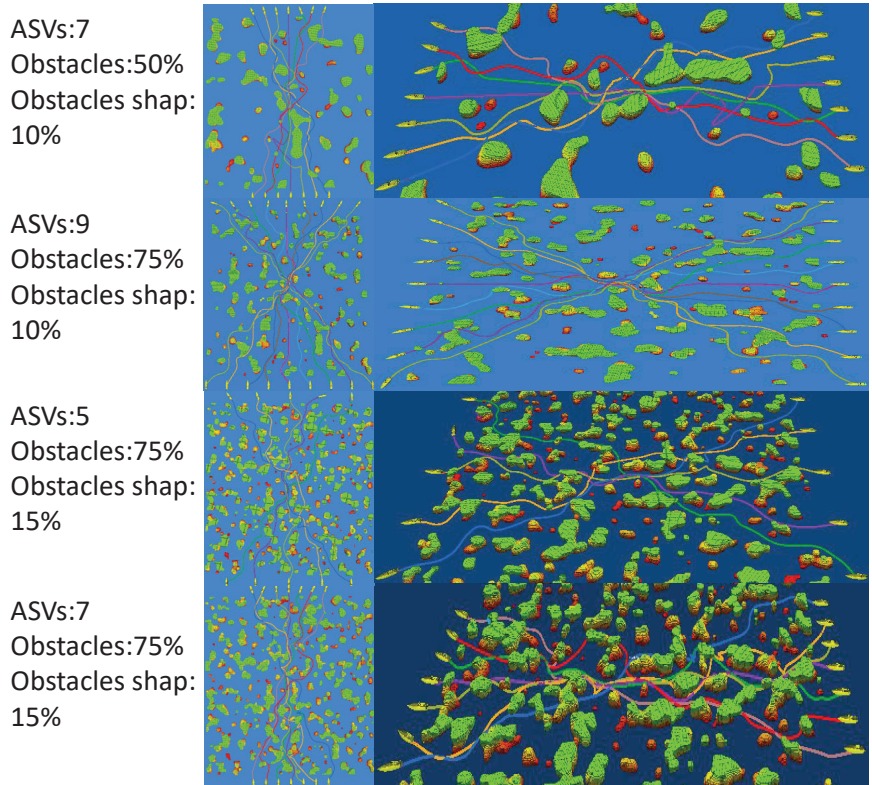 ASVs:7
Obstacles:50%
Obstacles shap:
10%
ASVs:9
Obstacles:75%
Obstacles shap:
10%
ASVs:5
Obstacles:75%
Obstacles shap:
15%
ASVs:7
Obstacles:75%
Obstacles shap:
15%